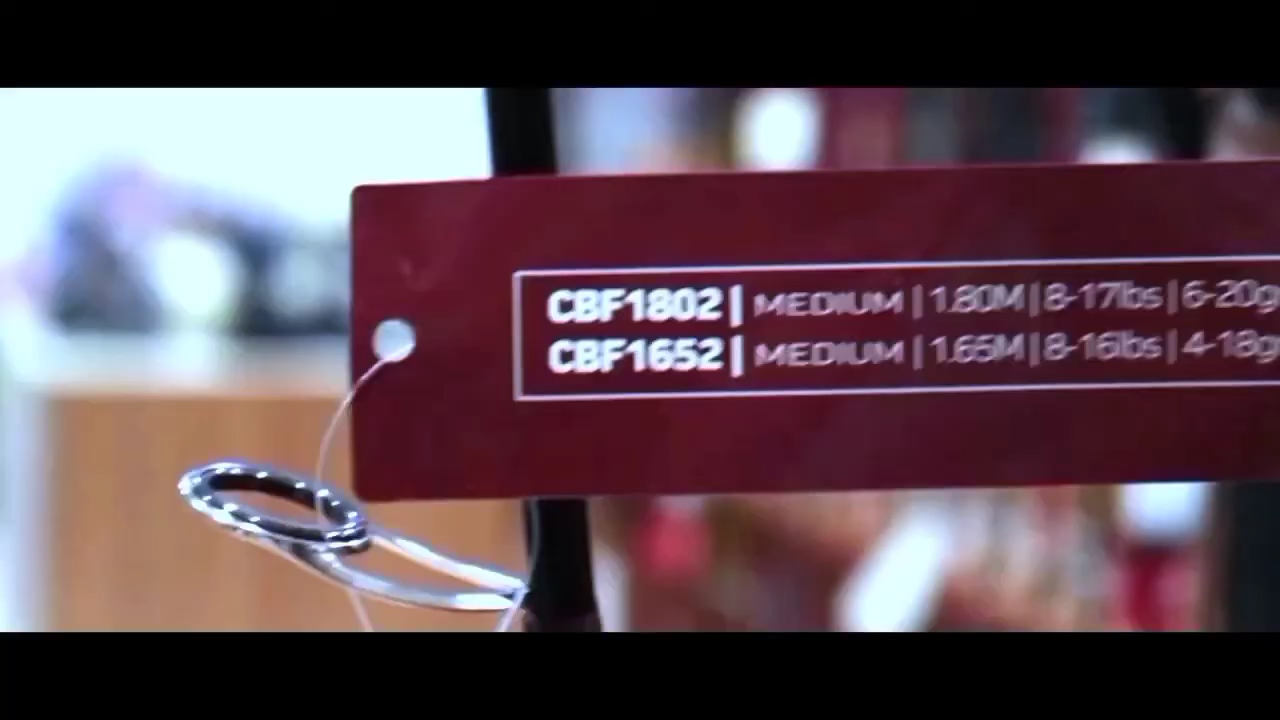 CBF1802 | MEDIUM | 1.80M | 8-17lbs | 6-20g
CBF1652 | MEDIUM | 1.65M | 8-16lbs | 4-18g